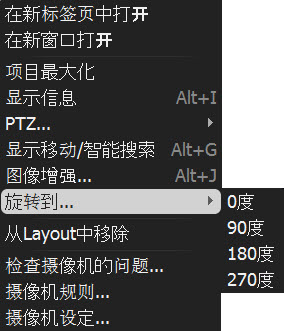 在新标签页中打开
在新窗口打开
项目最大化
显示信息 Alt+I
PTZ...
显示移动/智能搜索 Alt+G
图像增强... Alt+J
旋转到...
0度
90度
180度
270度
从Layout中移除
检查摄像机的问题...
摄像机规则...
摄像机设定...